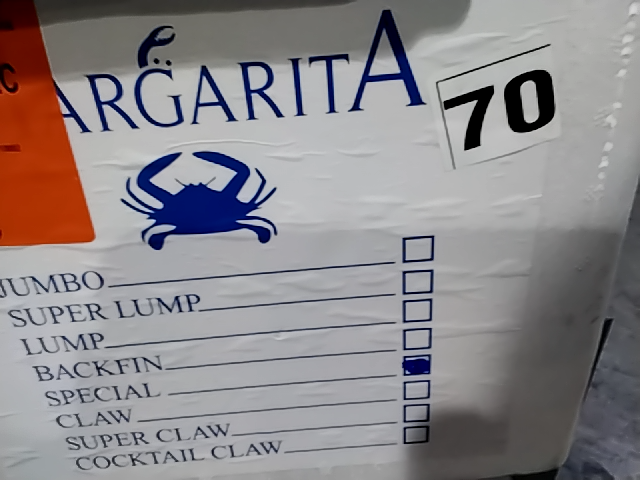 ARGARITA
70
C
JUMBO
SUPER LUMP
LUMP
BACKFIN
SPECIAL
CLAW
SUPER CLAW
COCKTAIL CLAW